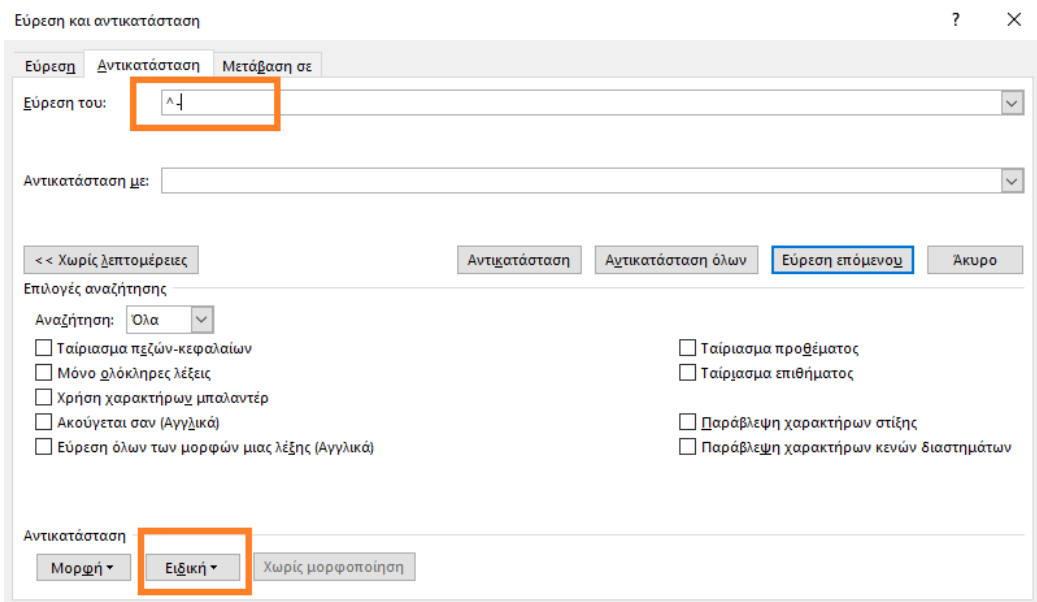 Εύρεση και αντικατάσταση ? ×
Εύρεση Αντικατάσταση Μετάβαση σε
Εύρεση του: ^-
Αντικατάσταση με:
<< Χωρίς λεπτομέρειες Αντικατάσταση Αντικατάσταση όλων Εύρεση επόμενου Άκυρο
Επιλογές αναζήτησης
Αναζήτηση: Όλα
Ταίριασμα πεζών-κεφαλαίων Ταίριασμα προθέματος
Μόνο ολόκληρες λέξεις Ταίριασμα επιθήματος
Χρήση χαρακτήρων μπαλαντέρ
Ακούγεται σαν (Αγγλικά) Παράβλεψη χαρακτήρων στίξης
Εύρεση όλων των μορφών μιας λέξης (Αγγλικά) Παράβλεψη χαρακτήρων κενών διαστημάτων
Αντικατάσταση
Μορφή Ειδική Χωρίς μορφοποίηση